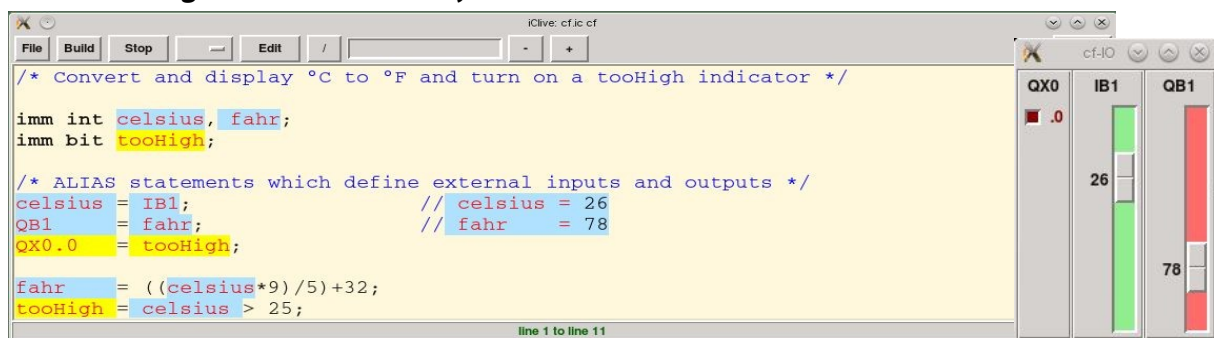 iClive: cf.ic cf
File Build Stop Edit / - +
/* Convert and display °C to °F and turn on a tooHigh indicator */
imm int celsius, fahr;
imm bit tooHigh;
/* ALIAS statements which define external inputs and outputs */
celsius = IB1; // celsius = 26
QB1 = fahr; // fahr = 78
QX0.0 = tooHigh;
fahr = ((celsius*9)/5)+32;
tooHigh = celsius > 25;
line 1 to line 11
cf-IO
QX0 IB1 QB1
.0
26
78